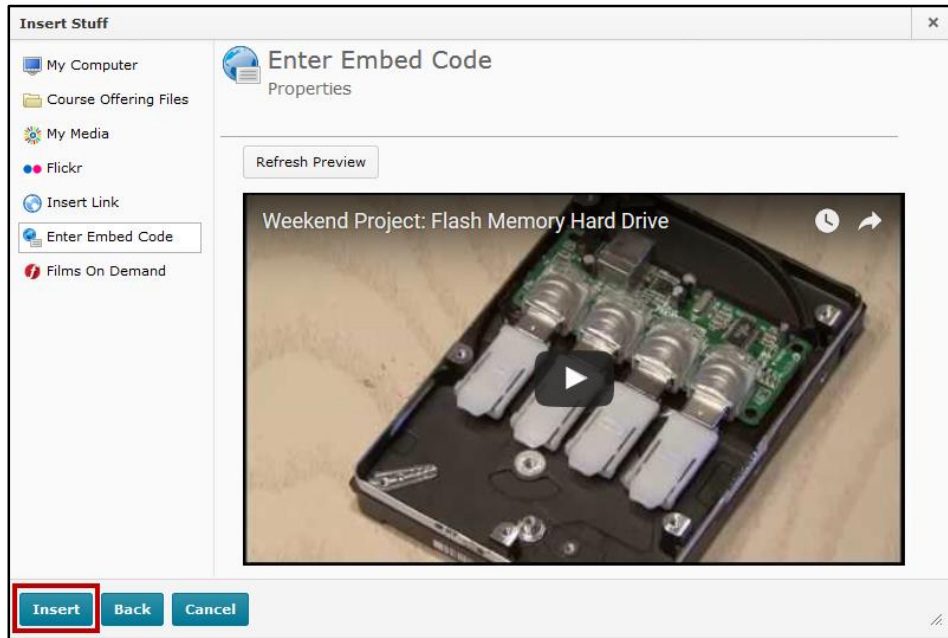 Insert Stuff
My Computer
Course Offering Files
My Media
Flickr
Insert Link
Enter Embed Code
Films On Demand
Enter Embed Code
Properties
Refresh Preview
Weekend Project: Flash Memory Hard Drive
Insert Back Cancel